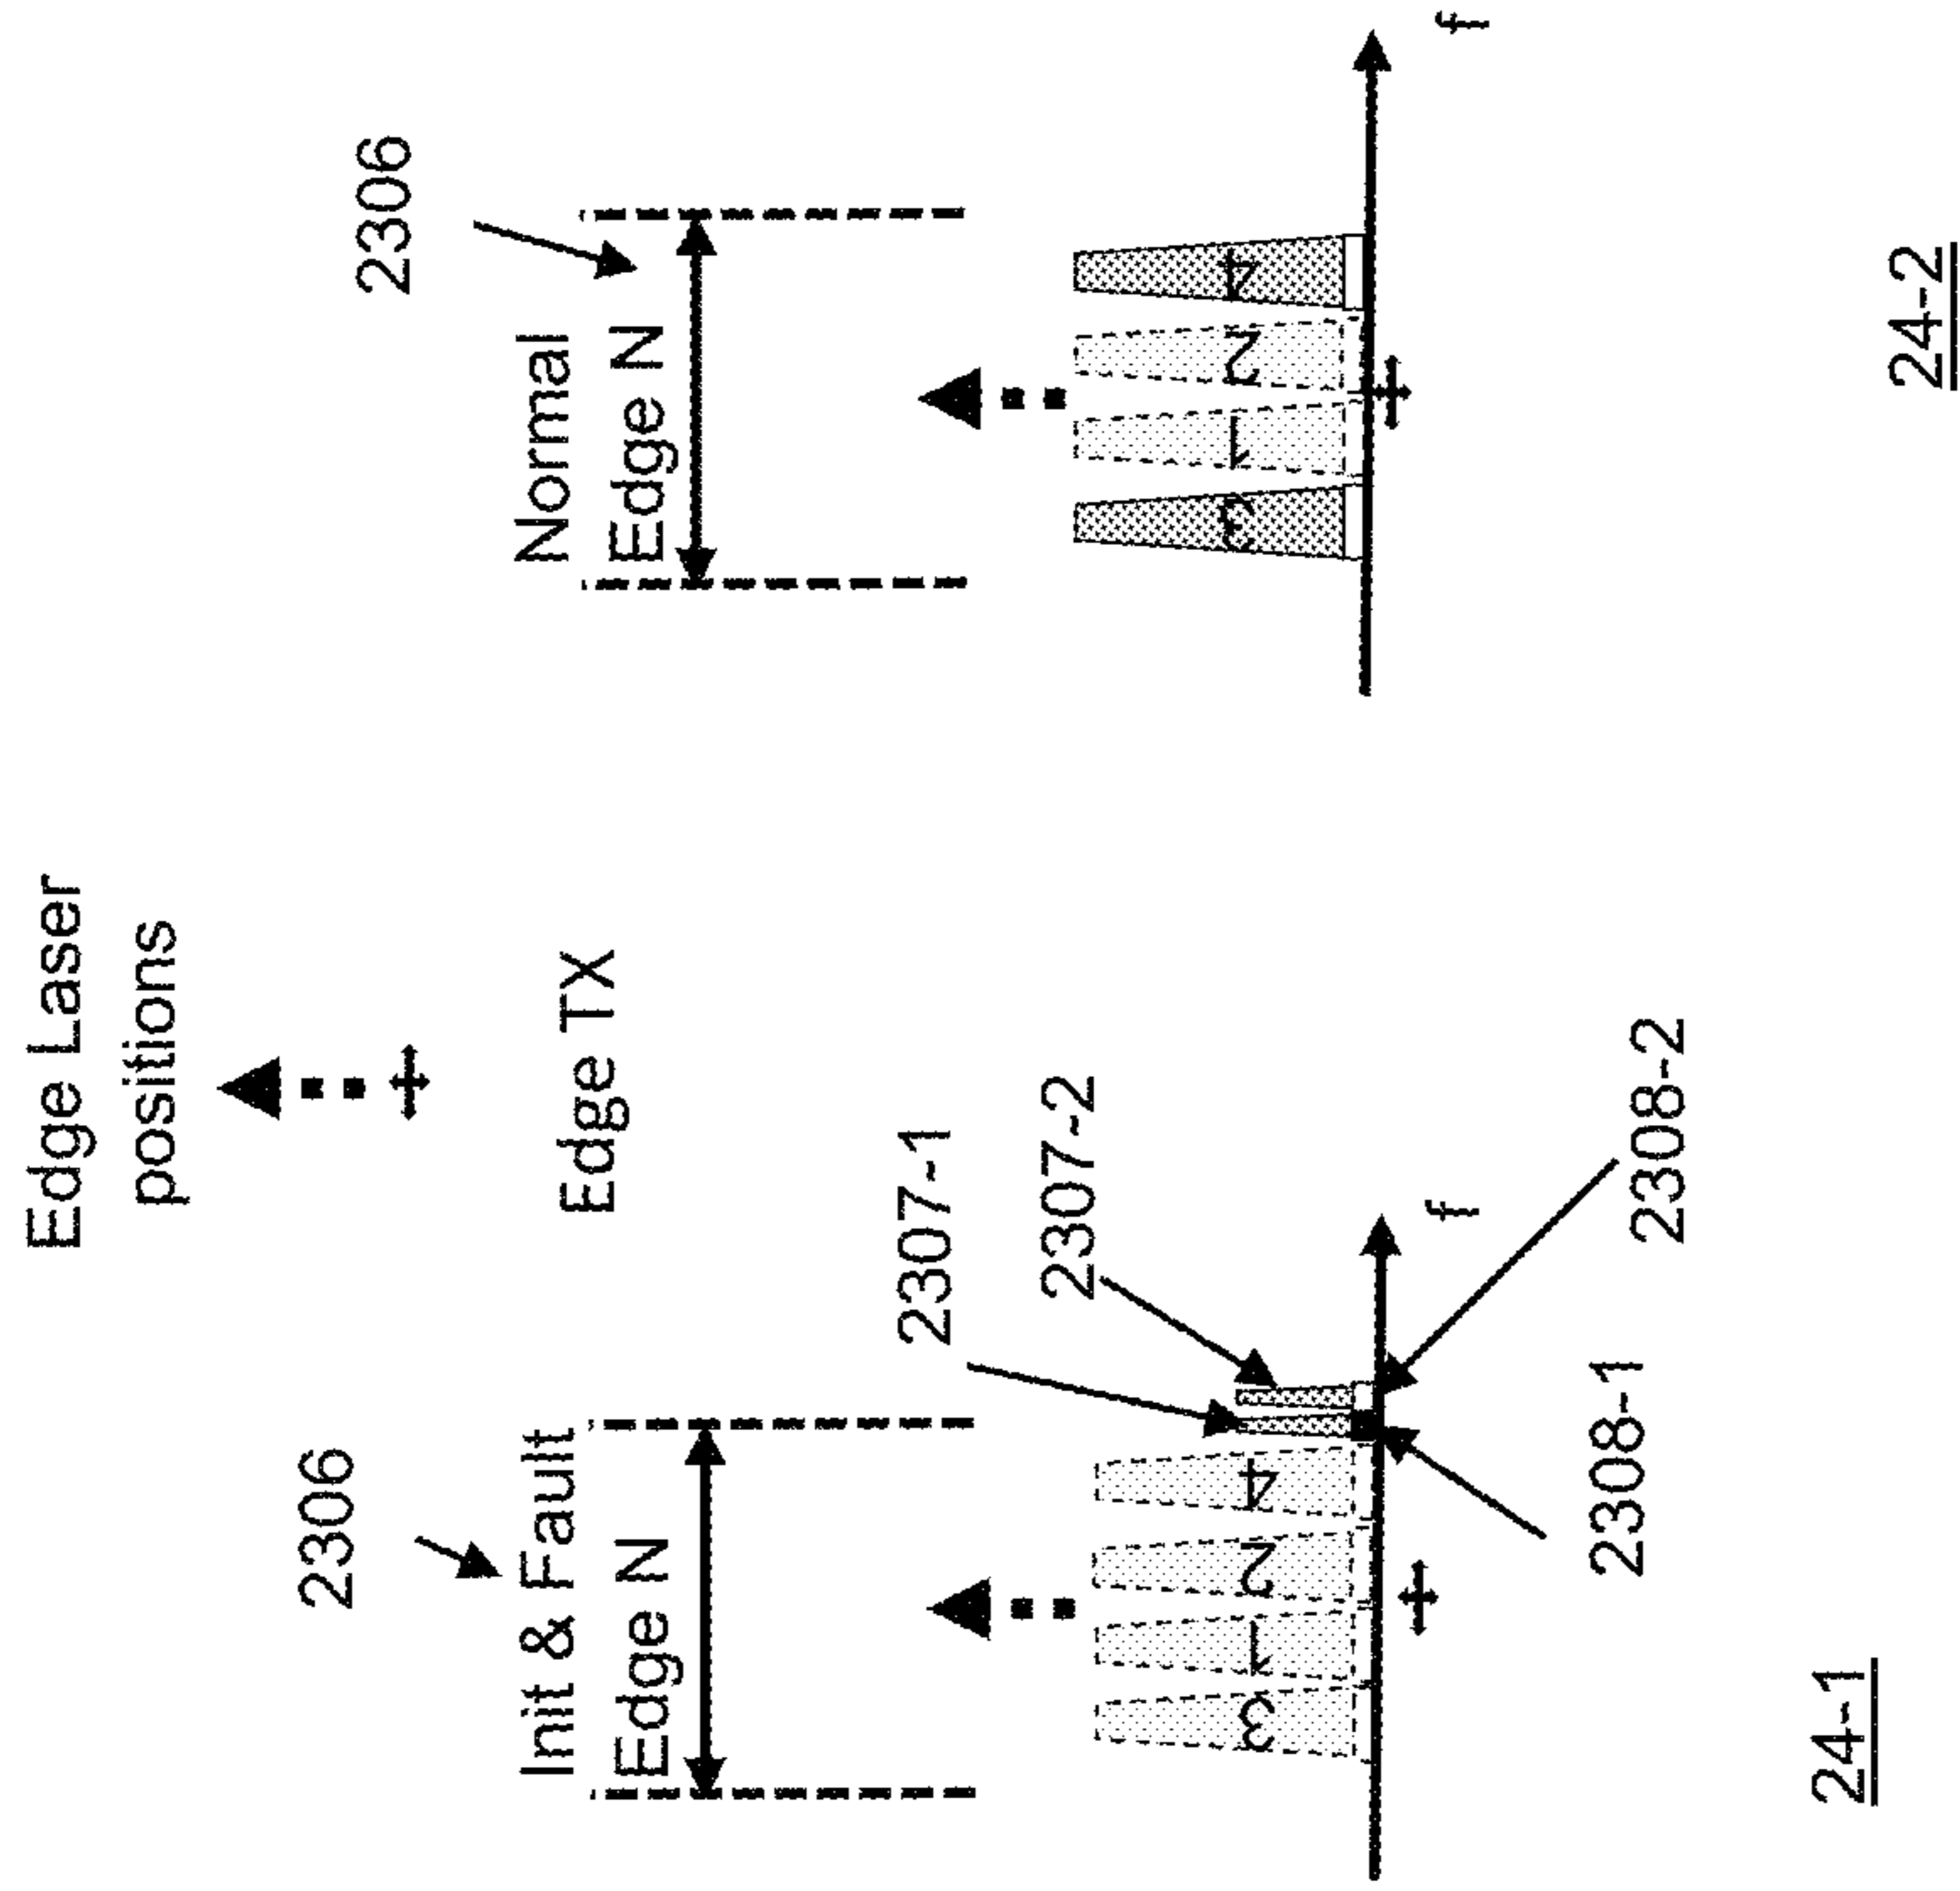 Edge Laser
positions
Edge TX
2306
Init & Fault
Edge N
2307-1
2307-2
3
1
2
4
f
2308-1
2308-2
24-1
2306
Normal
Edge N
3
1
2
4
f
24-2